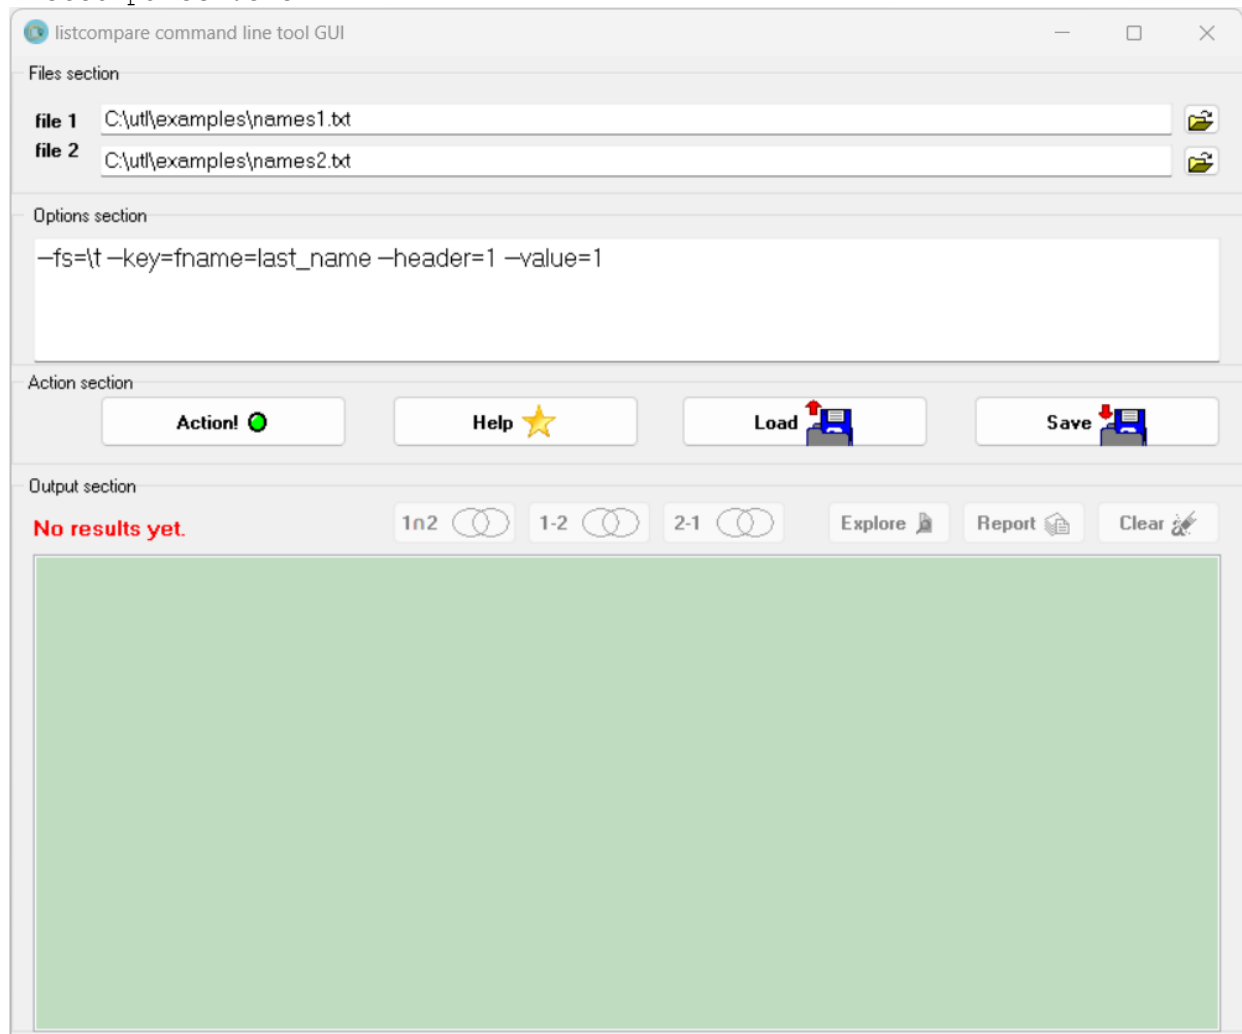 listcompare command line tool GUI
Files section
file 1 C:\utl\examples\names1.txt
file 2 C:\utl\examples\names2.txt
Options section
–fs=\t –key=fname=last_name –header=1 –value=1
Action section
Action! Help Load Save
Output section
No results yet. 1∩2 1-2 2-1 Explore Report Clear